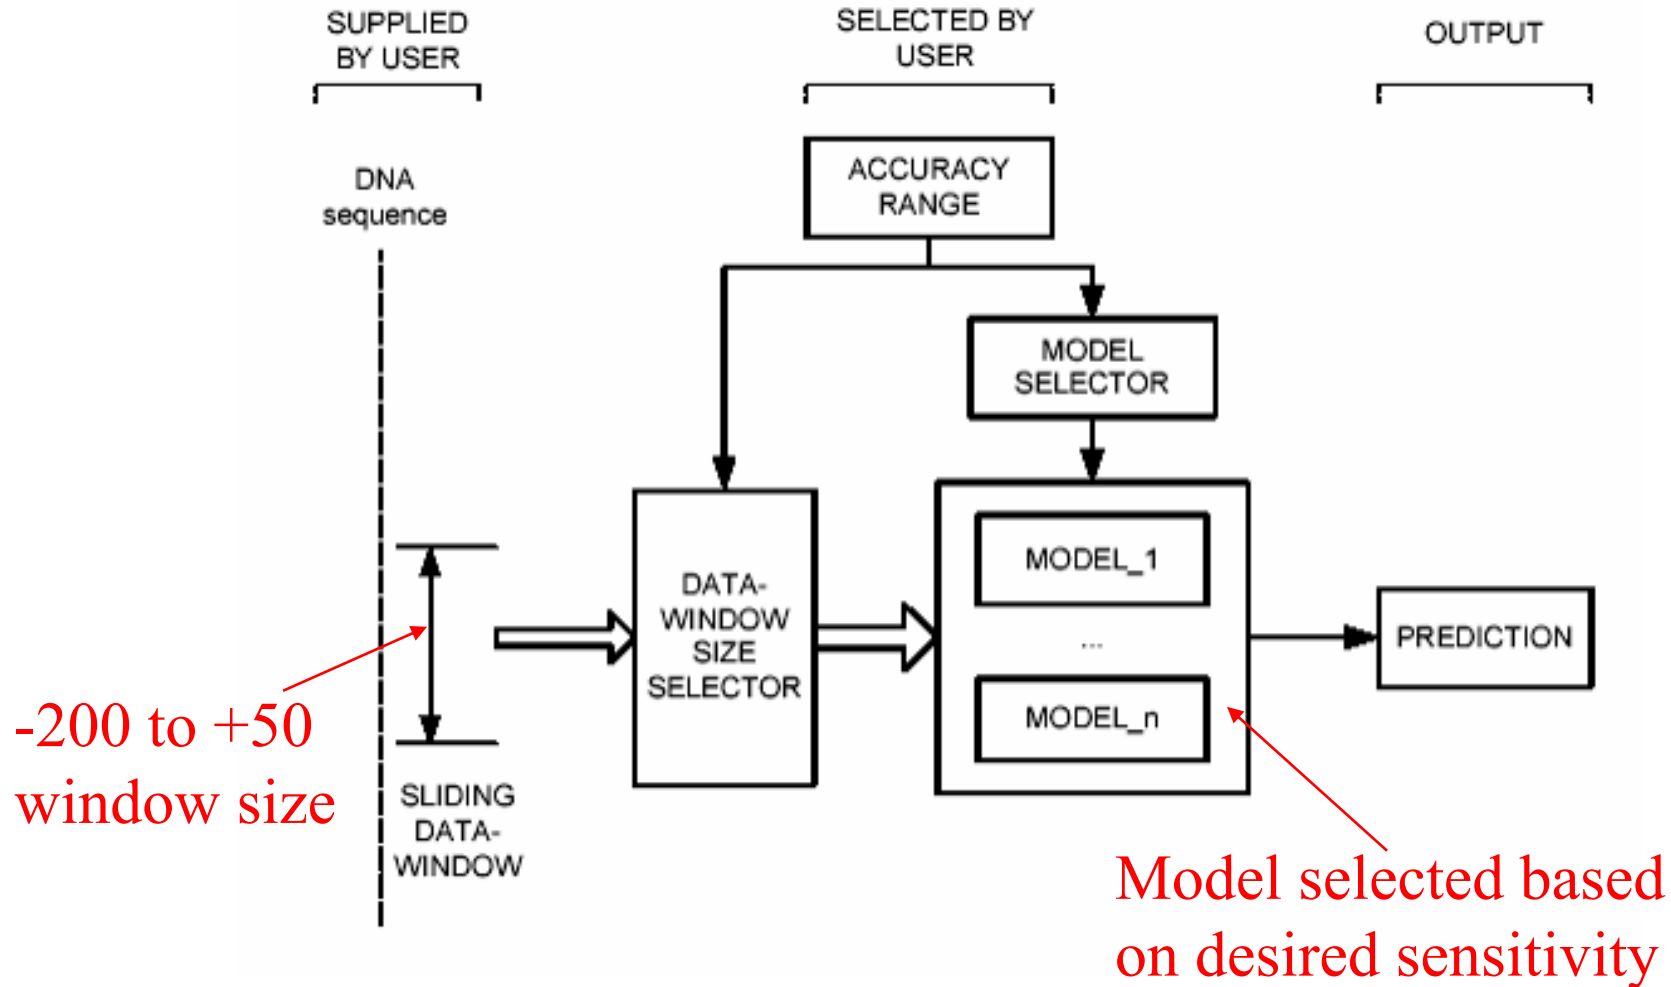 SUPPLIED
BY USER
SELECTED BY
USER
OUTPUT
DNA
sequence
ACCURACY
RANGE
MODEL
SELECTOR
DATA-
WINDOW
SIZE
SELECTOR
MODEL_1
...
MODEL_n
PREDICTION
-200 to +50
window size
SLIDING
DATA-
WINDOW
Model selected based
on desired sensitivity